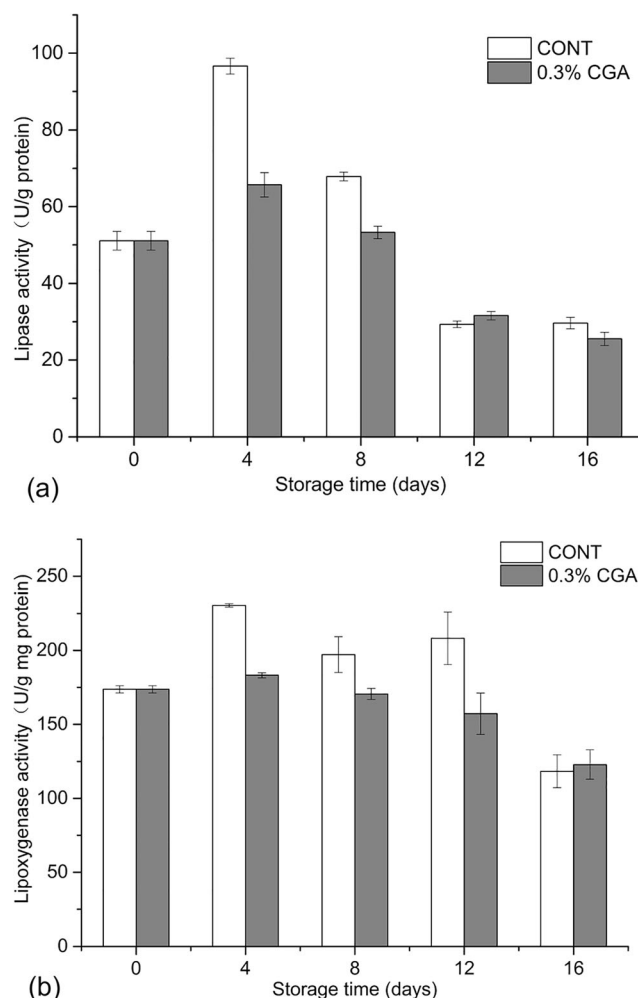 CONT
0.3% CGA
Lipase activity（U/g protein)
100
80
60
40
20
0
0 4 8 12 16
Storage time (days)
(a)
CONT
0.3% CGA
Lipoxygenase activity（U/g mg protein)
250
200
150
100
50
0
0 4 8 12 16
Storage time (days)
(b)